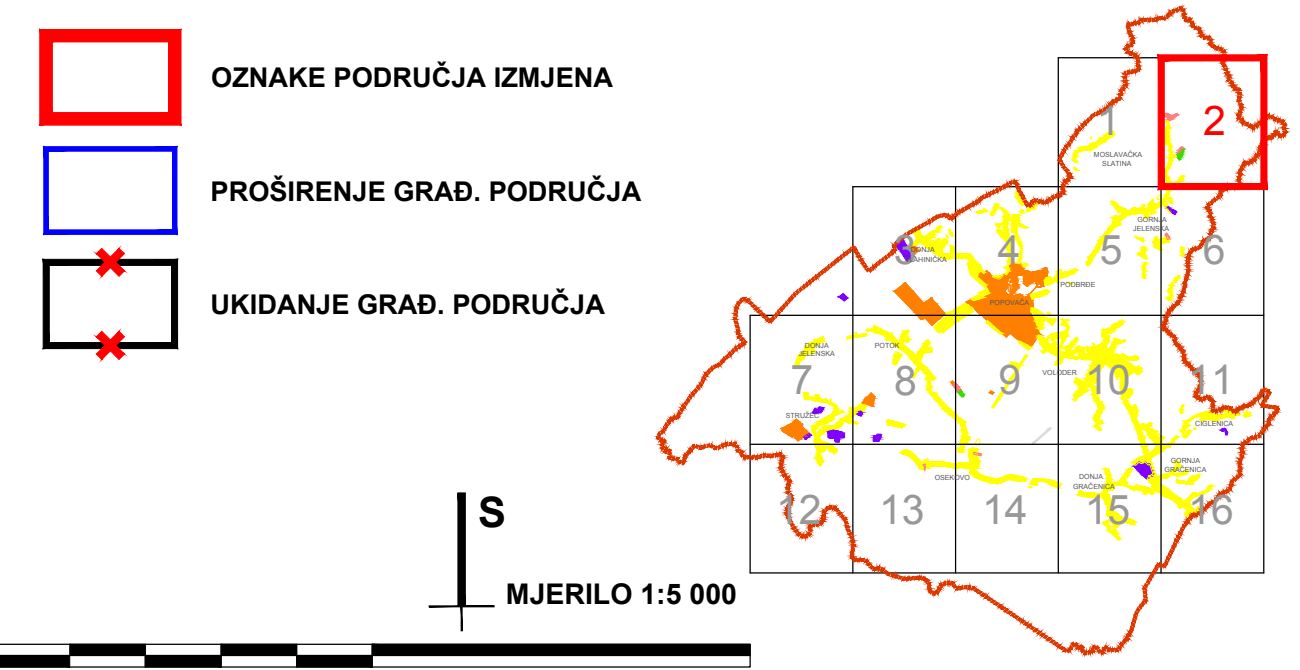 OZNAKE PODRUČJA IZMJENA
PROŠIRENJE GRAĐ. PODRUČJA
UKIDANJE GRAĐ. PODRUČJA
S
MJERILO 1:5 000
1
2
MOSLAVAČKA
SLATINA
3
4
5
6
GORNJA
JELENSKA
DONJA
VLAHINIČKA
PODBRĐE
POPOVAČA
DONJA
JELENSKA
POTOK
7
8
9
10
11
VOLODER
STRUŽEC
CIGLENICA
GORNJA
GRAČENICA
OSEKOVO
DONJA
GRAČENICA
12
13
14
15
16